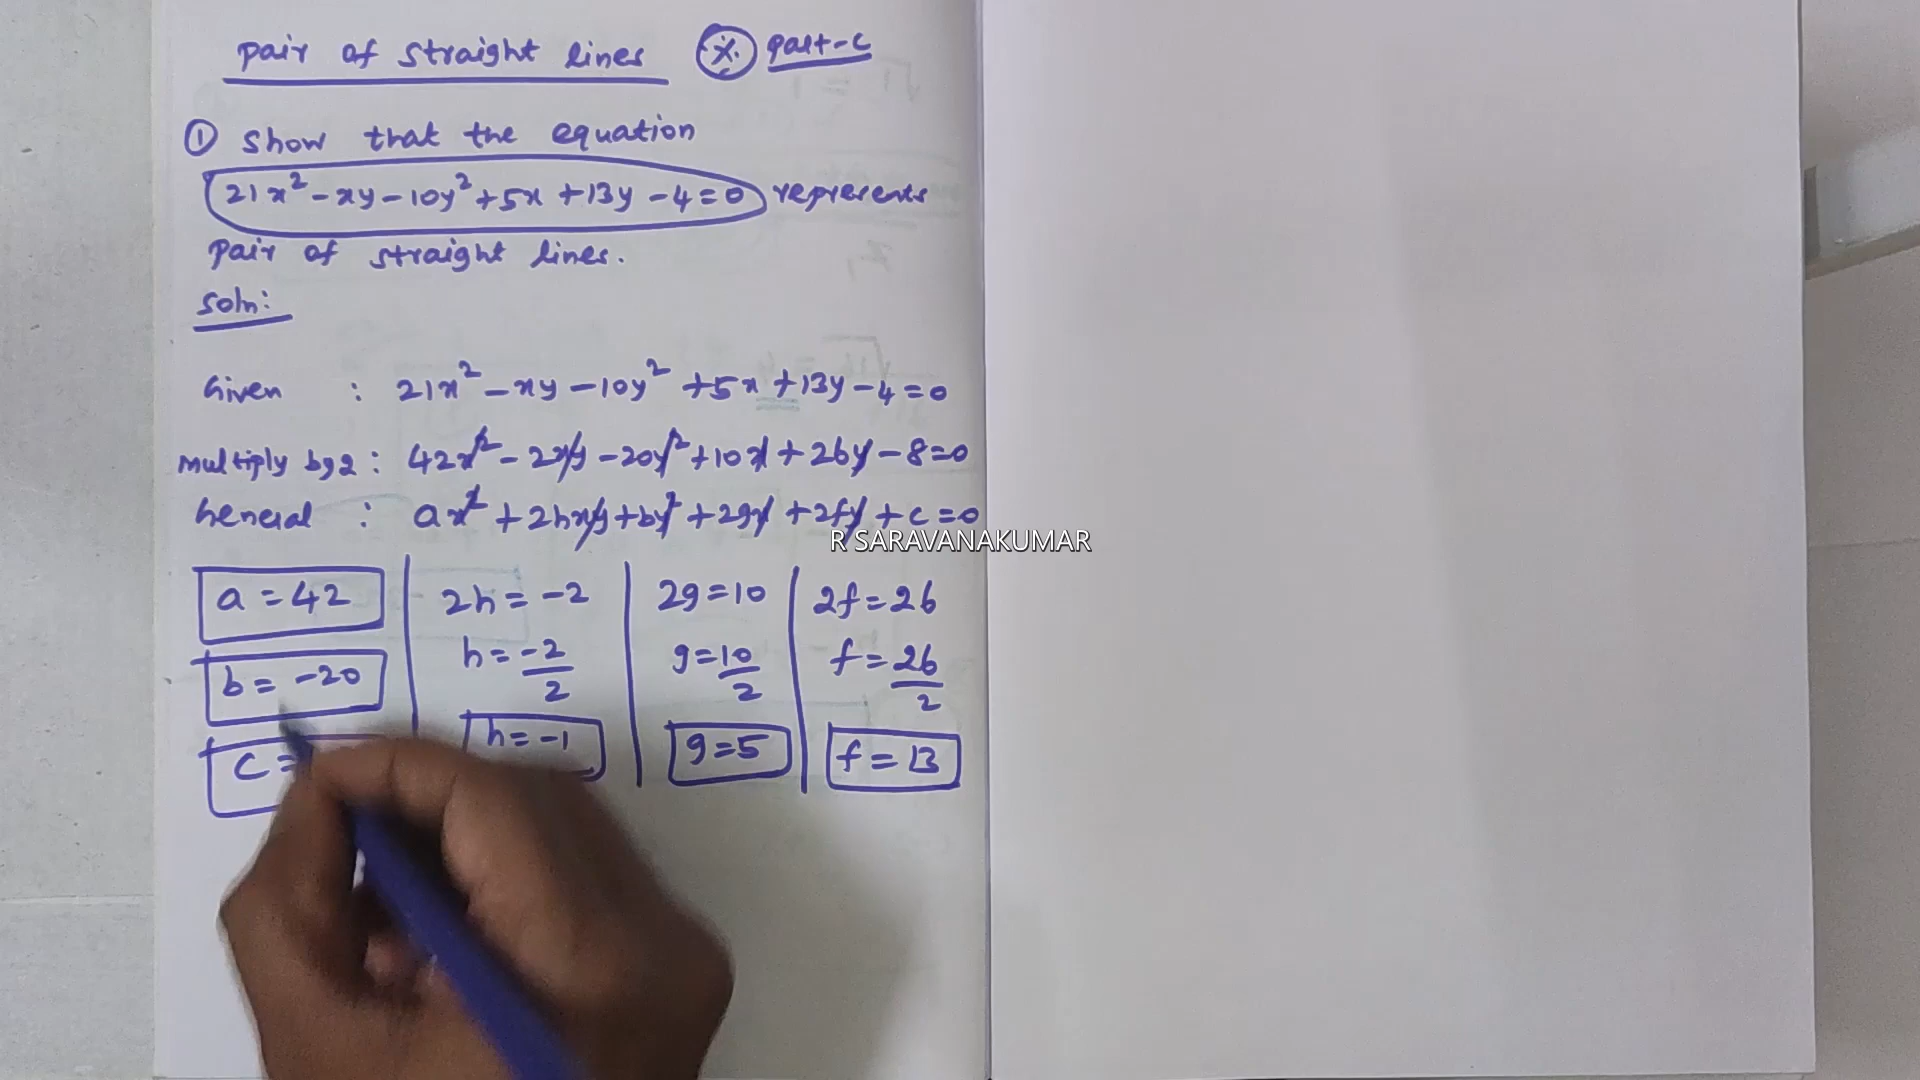 pair of straight lines (X.) part-c
① Show that the equation
21x² - xy - 10y² + 5x + 13y - 4 = 0 represents
pair of straight lines.
Soln:
Given : 21x² - xy - 10y² + 5x + 13y - 4 = 0
Multiply by 2 : 42x² - 2xy - 20y² + 10x + 26y - 8 = 0
General : ax² + 2hxy + by² + 2gx + 2fy + c = 0
R SARAVANAKUMAR
a = 42 2h = -2 2g = 10 2f = 26
b = -20 h = -2/2 g = 10/2 f = 26/2
c = h = -1 g = 5 f = 13